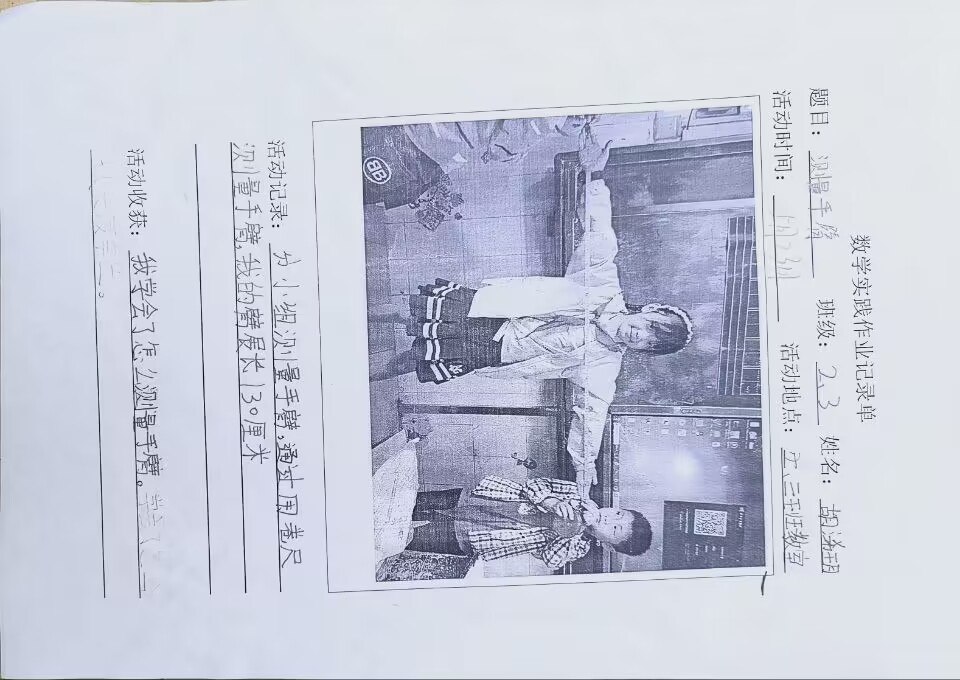 数学实践作业记录单
题目：测量手臂 班级：2.3 姓名：胡
活动时间： 活动地点：二、三班教室
活动记录：分小组测量手臂，通过用卷尺
测量手臂，我的臂展长130厘米
活动收获：我学会了怎么测量手臂。